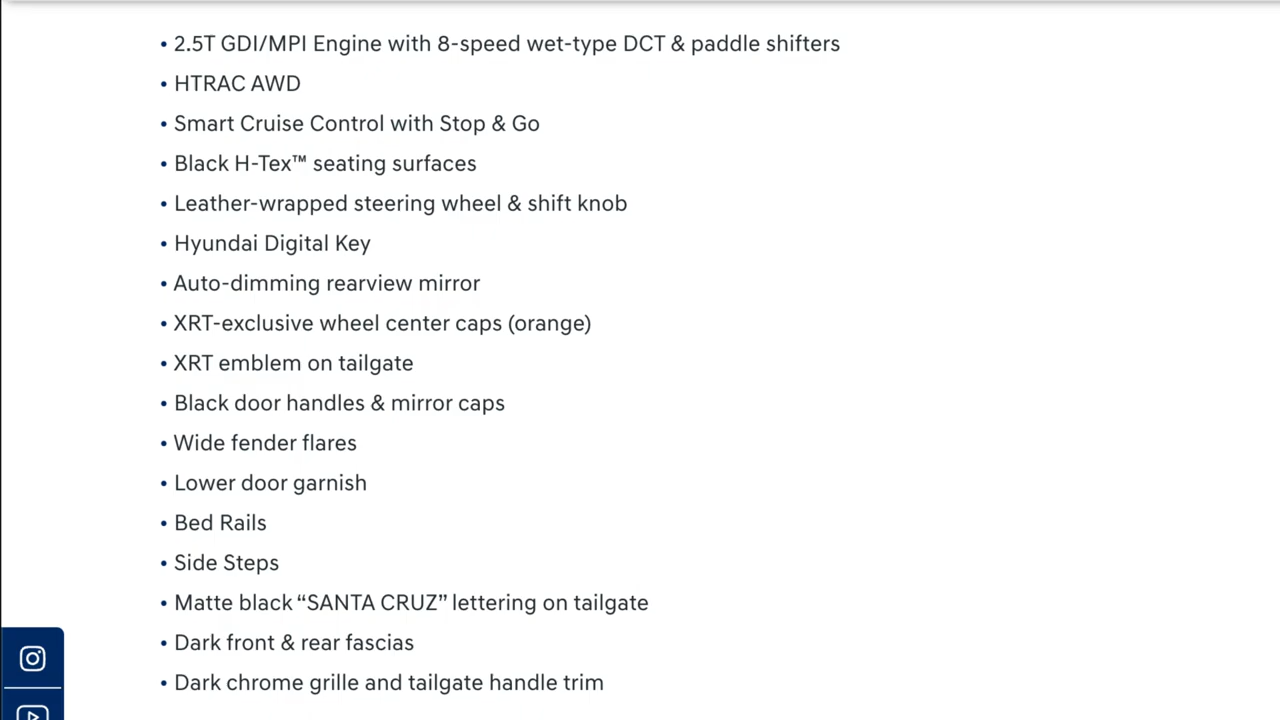 • 2.5T GDI/MPI Engine with 8-speed wet-type DCT & paddle shifters
• HTRAC AWD
• Smart Cruise Control with Stop & Go
• Black H-Tex™ seating surfaces
• Leather-wrapped steering wheel & shift knob
• Hyundai Digital Key
• Auto-dimming rearview mirror
• XRT-exclusive wheel center caps (orange)
• XRT emblem on tailgate
• Black door handles & mirror caps
• Wide fender flares
• Lower door garnish
• Bed Rails
• Side Steps
• Matte black “SANTA CRUZ” lettering on tailgate
• Dark front & rear fascias
• Dark chrome grille and tailgate handle trim